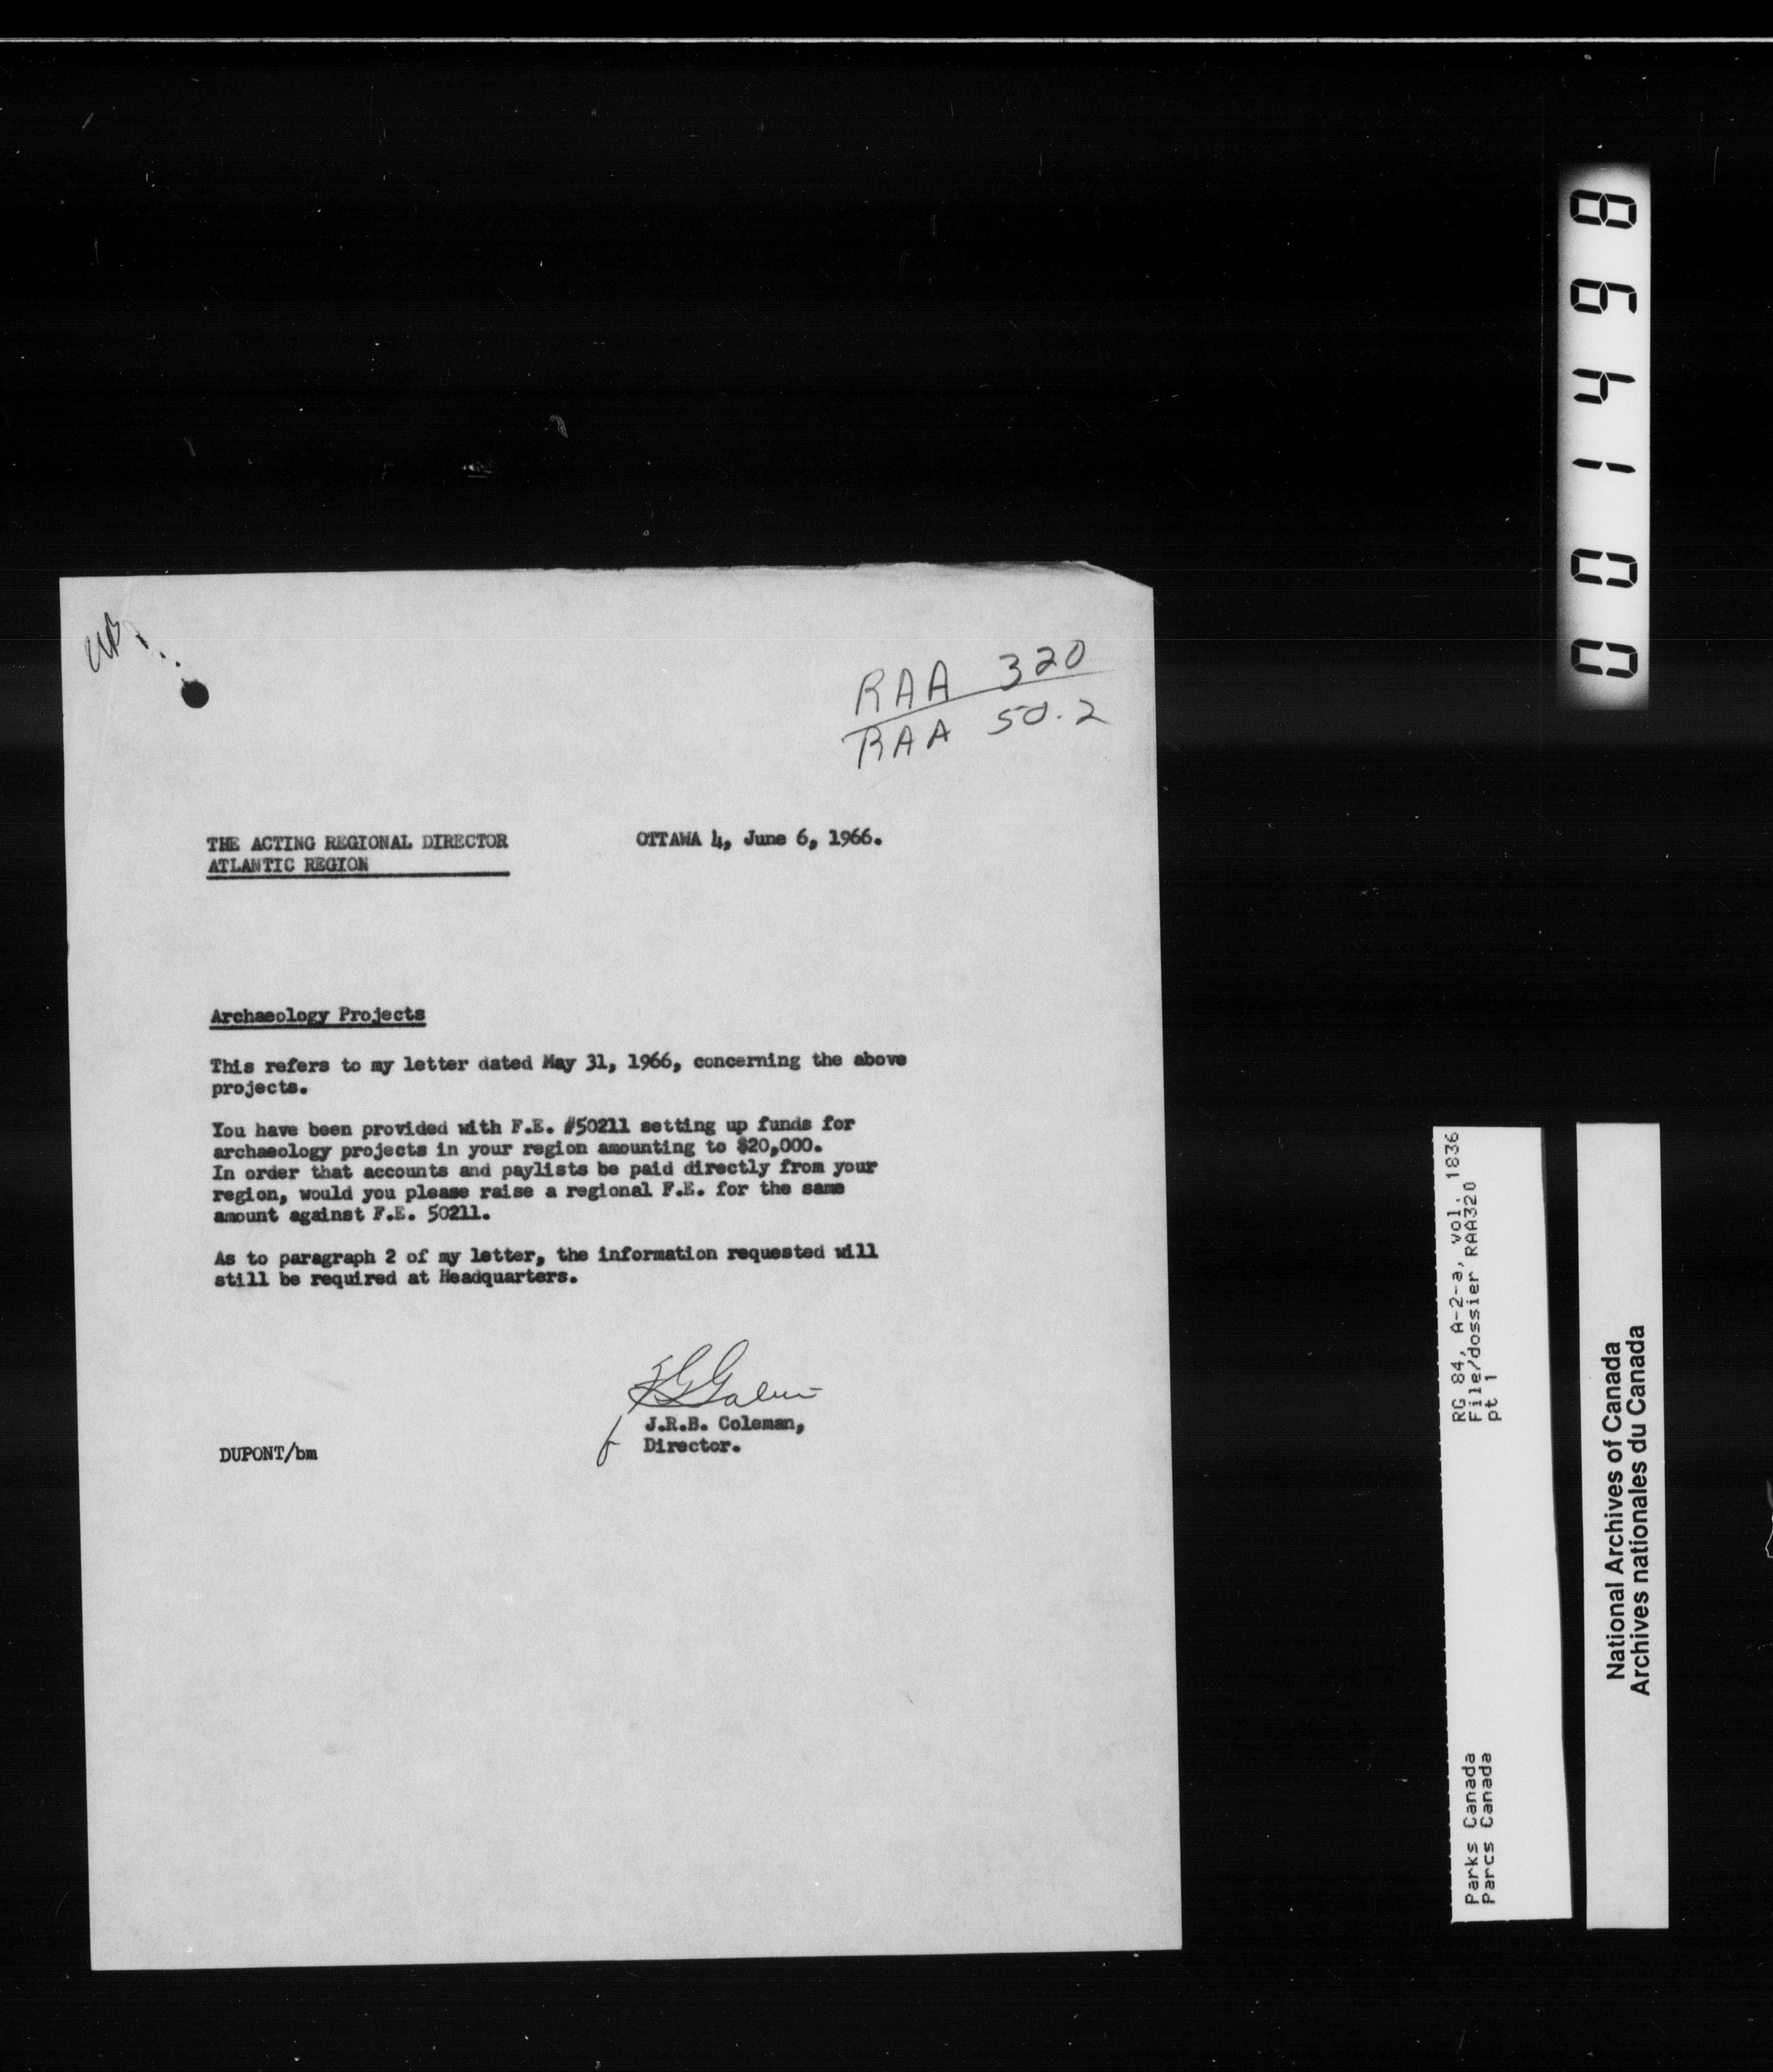 RAA 320
RAA 50.2
THE ACTING REGIONAL DIRECTOR
ATLANTIC REGION
OTTAWA 4, June 6, 1966.
Archaeology Projects
This refers to my letter dated May 31, 1966, concerning the above
projects.
You have been provided with F.E. #50211 setting up funds for
archaeology projects in your region amounting to $20,000.
In order that accounts and paylists be paid directly from your
region, would you please raise a regional F.E. for the same
amount against F.E. 50211.
As to paragraph 2 of my letter, the information requested will
still be required at Headquarters.
J.R.B. Coleman,
Director.
DUPONT/bm
001498
RG 84, A-2-a, vol. 1836
File/dossier RAA320
pt 1
Parks Canada
Parcs Canada
National Archives of Canada
Archives nationales du Canada